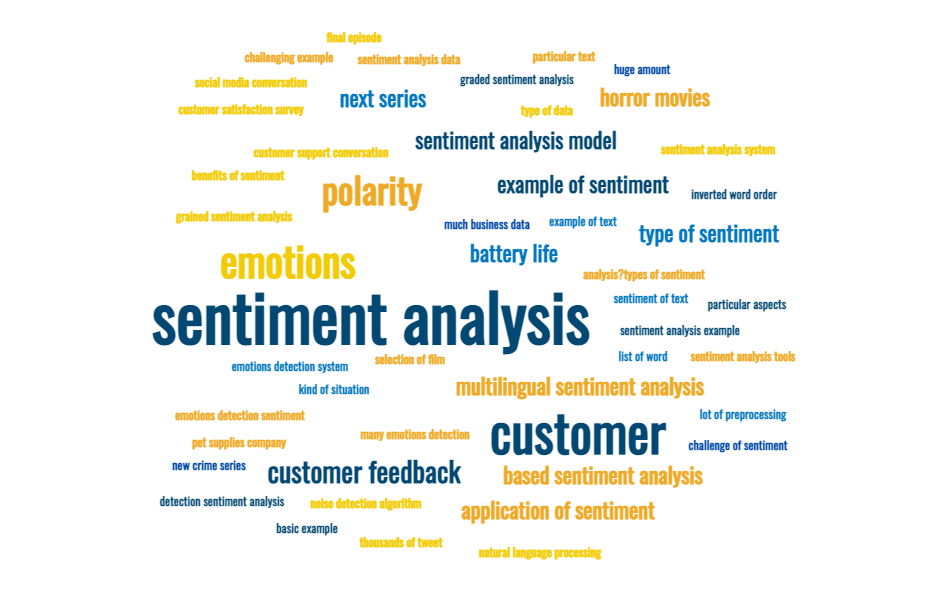 final episode
challenging example
sentiment analysis data
particular text
huge amount
social media conversation
graded sentiment analysis
next series
horror movies
customer satisfaction survey
type of data
sentiment analysis model
customer support conversation
sentiment analysis system
benefits of sentiment
polarity
example of sentiment
inverted word order
grained sentiment analysis
much business data
example of text
type of sentiment
battery life
emotions
analysis?types of sentiment
sentiment of text
particular aspects
sentiment analysis
sentiment analysis example
list of word
sentiment analysis tools
selection of film
emotions detection system
kind of situation
multilingual sentiment analysis
emotions detection sentiment
lot of preprocessing
customer
many emotions detection
pet supplies company
challenge of sentiment
new crime series
customer feedback
based sentiment analysis
detection sentiment analysis
noise detection algorithm
application of sentiment
basic example
thousands of tweet
natural language processing